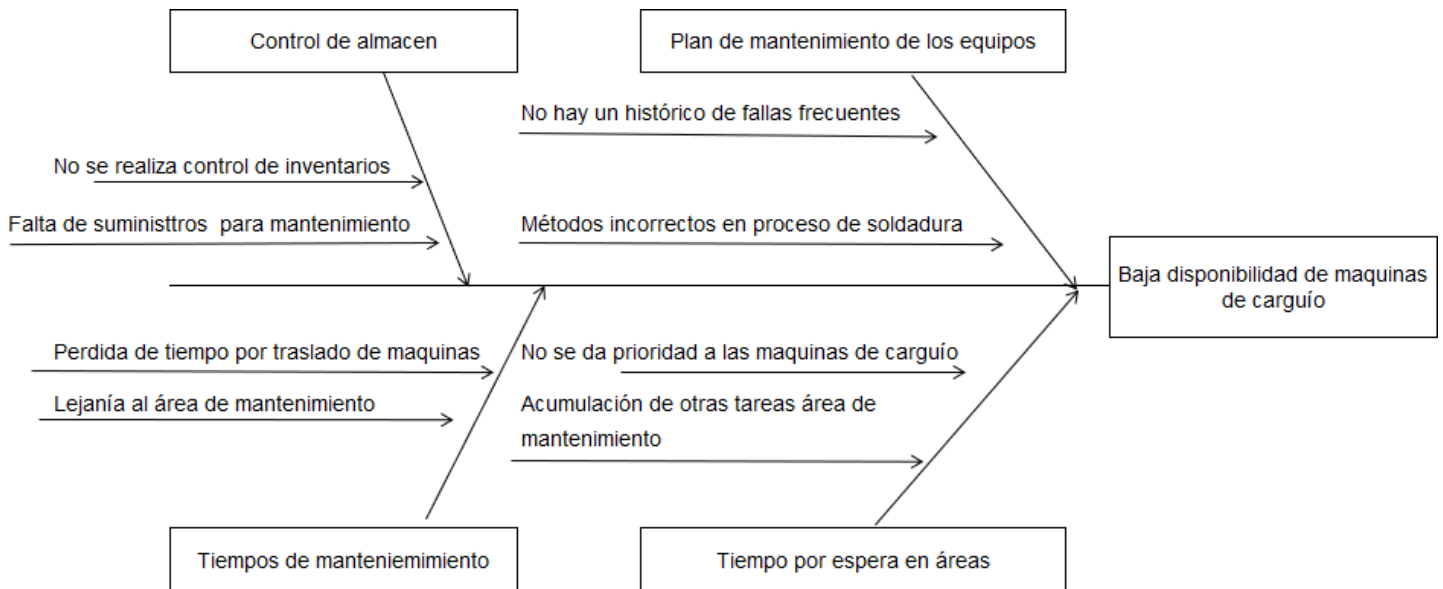 Control de almacen
Plan de mantenimiento de los equipos
No hay un histórico de fallas frecuentes
No se realiza control de inventarios
Falta de suministtros para mantenimiento
Métodos incorrectos en proceso de soldadura
Baja disponibilidad de maquinas
de carguío
Perdida de tiempo por traslado de maquinas
No se da prioridad a las maquinas de carguío
Lejanía al área de mantenimiento
Acumulación de otras tareas área de
mantenimiento
Tiempos de manteniemimiento
Tiempo por espera en áreas